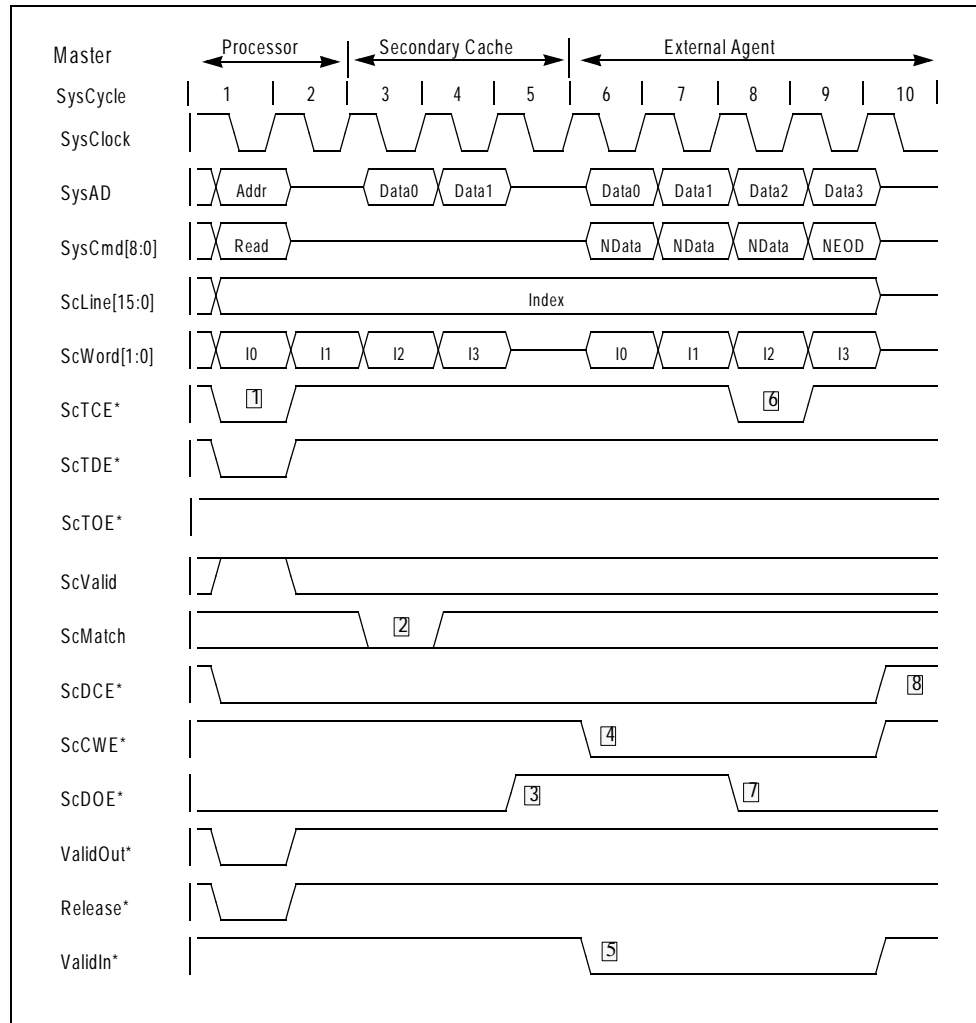 Master Processor Secondary Cache External Agent
SysCycle 1 2 3 4 5 6 7 8 9 10
SysClock
SysAD Addr Data0 Data1 Data0 Data1 Data2 Data3
SysCmd[8:0] Read NData NData NData NEOD
ScLine[15:0] Index
ScWord[1:0] I0 I1 I2 I3 I0 I1 I2 I3
ScTCE* 1 6
ScTDE*
ScTOE*
ScValid
ScMatch 2
ScDCE* 8
ScCWE* 4
ScDOE* 3 7
ValidOut*
Release*
ValidIn* 5